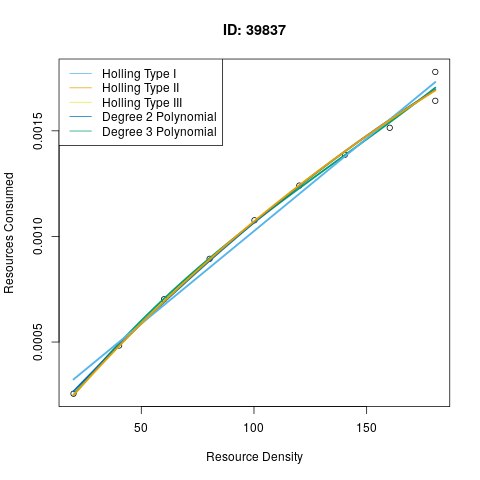 ID: 39837
Holling Type I
Holling Type II
Holling Type III
Degree 2 Polynomial
Degree 3 Polynomial
Resources Consumed
0.0015
0.0010
0.0005
50
100
150
Resource Density